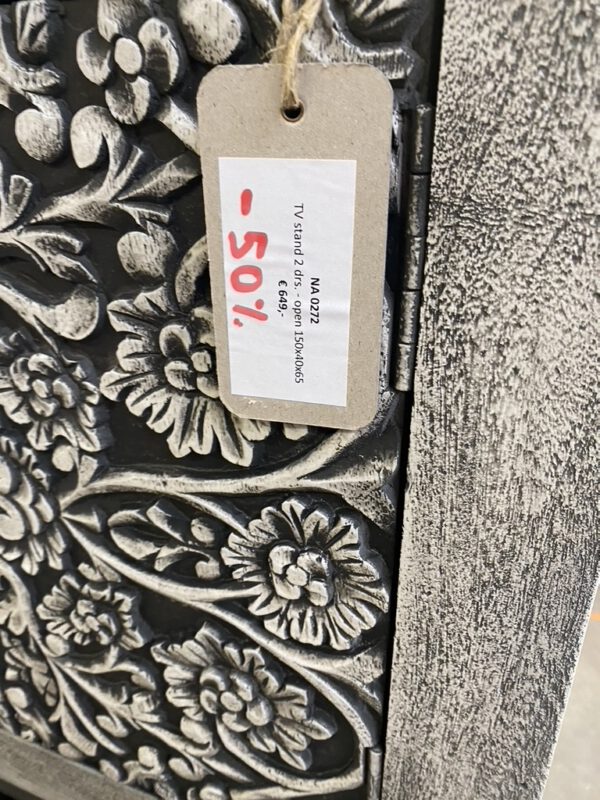 NA 0272
TV stand 2 drs. - open 150x40x65
€ 649,-
- 50%.